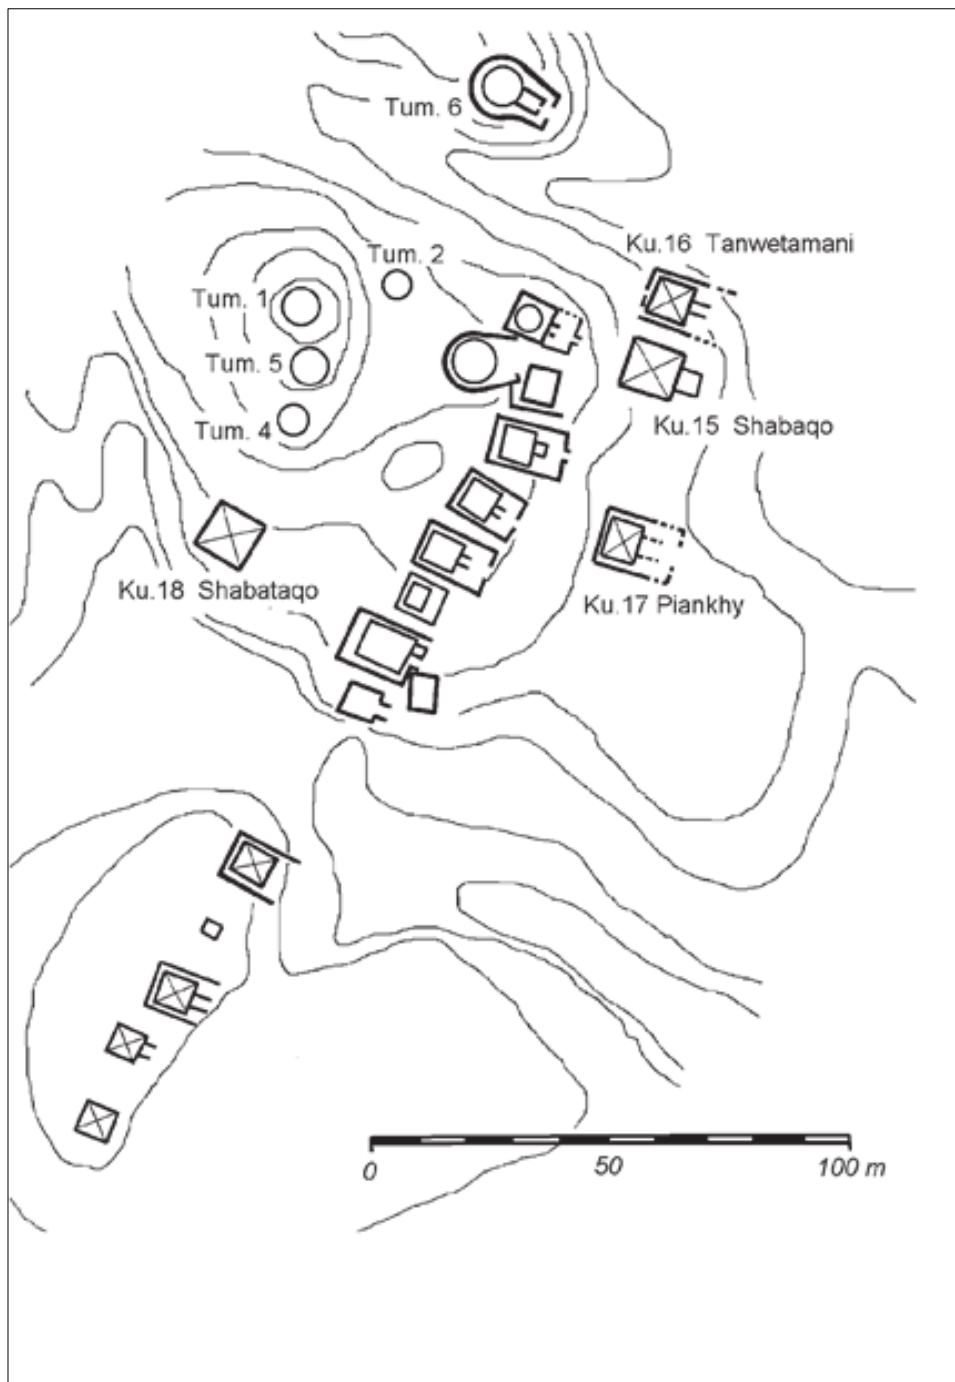 Tum. 6
Ku.16 Tanwetamani
Tum. 2
Tum. 1
Tum. 5
Tum. 4
Ku.15 Shabaqo
Ku.18 Shabataqo
Ku.17 Piankhy
0 50 100 m